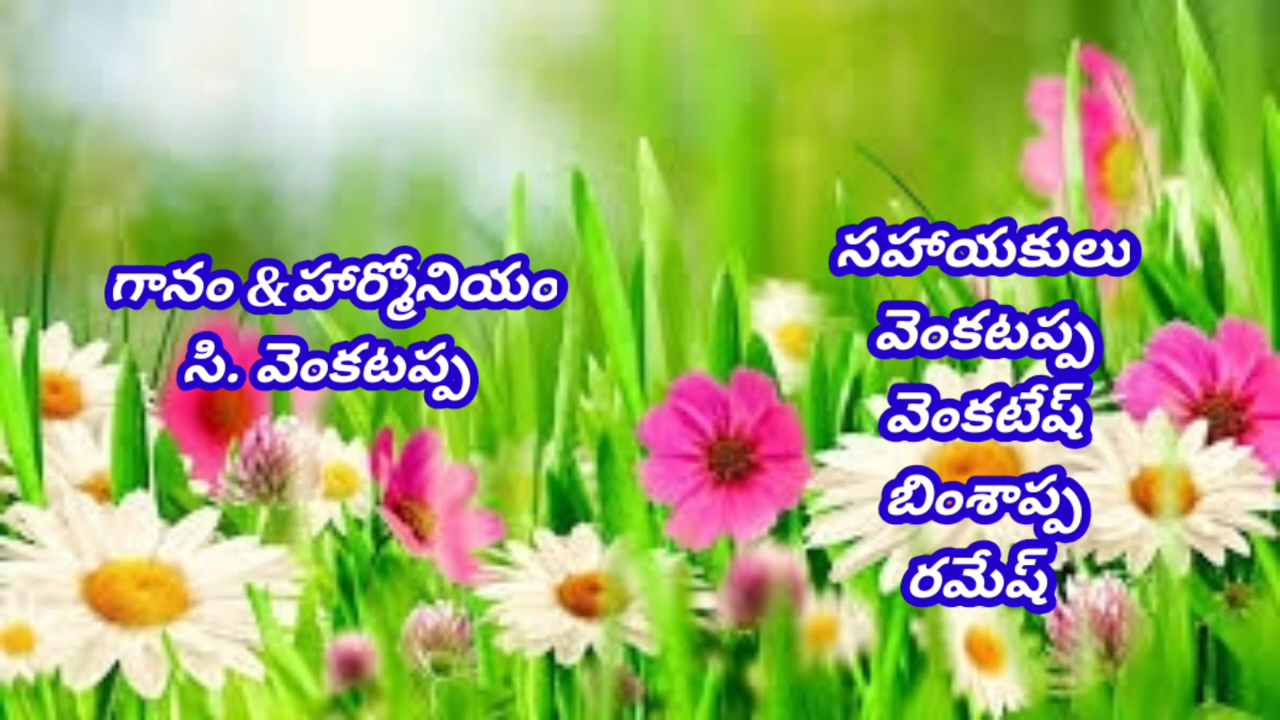 గానం &హార్మోనియం
సి. వెంకటప్ప
సహాయకులు
వెంకటప్ప
వెంకటేష్
బింశాప్ప
రమేష్